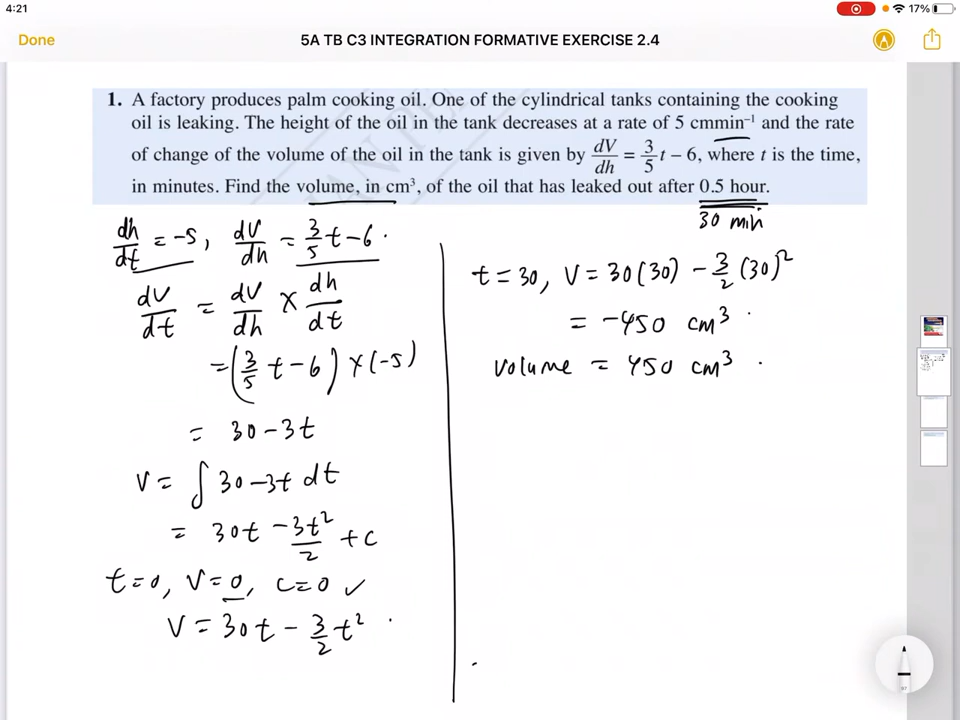 4:21
17%
Done
5A TB C3 INTEGRATION FORMATIVE EXERCISE 2.4
1. A factory produces palm cooking oil. One of the cylindrical tanks containing the cooking
oil is leaking. The height of the oil in the tank decreases at a rate of 5 cmmin⁻¹ and the rate
of change of the volume of the oil in the tank is given by dV/dh = 3/5 t – 6, where t is the time,
in minutes. Find the volume, in cm³, of the oil that has leaked out after 0.5 hour.
30 min
dh/dt = -5, dV/dh = 3/5 t - 6.
dV/dt = dV/dh × dh/dt
= (3/5 t - 6) × (-5)
= 30 - 3t
V = ∫ 30 - 3t dt
= 30t - 3t²/2 + c
t=0, V=0, c=0 ✓
V = 30t - 3/2 t²
t = 30, V = 30(30) - 3/2 (30)²
= -450 cm³
volume = 450 cm³
97